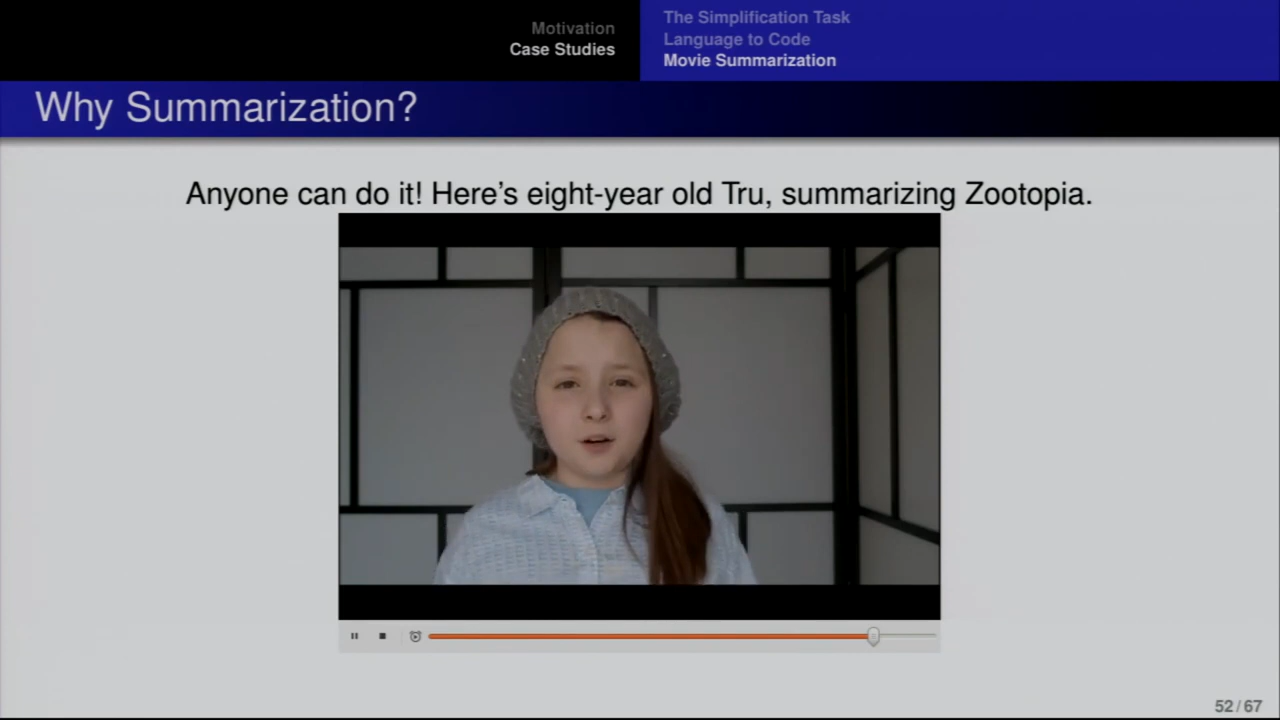 Motivation
Case Studies
The Simplification Task
Language to Code
Movie Summarization
Why Summarization?
Anyone can do it! Here's eight-year old Tru, summarizing Zootopia.
52/67